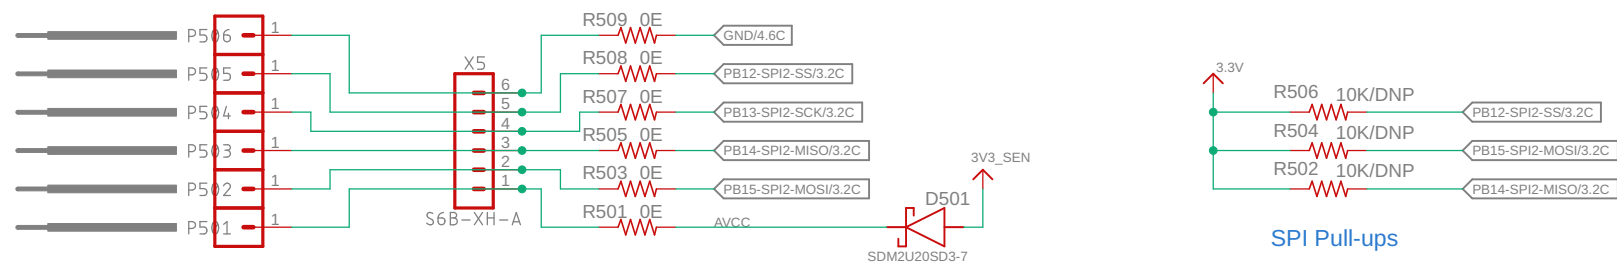 R509 0E
P506 1
GND/4.6C
R508 0E
P505 1
X5
PB12-SPI2-SS/3.2C
3.3V
6
R507 0E
R506 10K/DNP
5
P504 1
PB13-SPI2-SCK/3.2C
PB12-SPI2-SS/3.2C
4
R505 0E
R504 10K/DNP
P503 1
3
PB14-SPI2-MISO/3.2C
PB15-SPI2-MOSI/3.2C
3V3_SEN
2
R503 0E
R502 10K/DNP
P502 1
1
PB15-SPI2-MOSI/3.2C
PB14-SPI2-MISO/3.2C
D501
S6B-XH-A
R501 0E
P501 1
AVCC
SPI Pull-ups
SDM2U20SD3-7